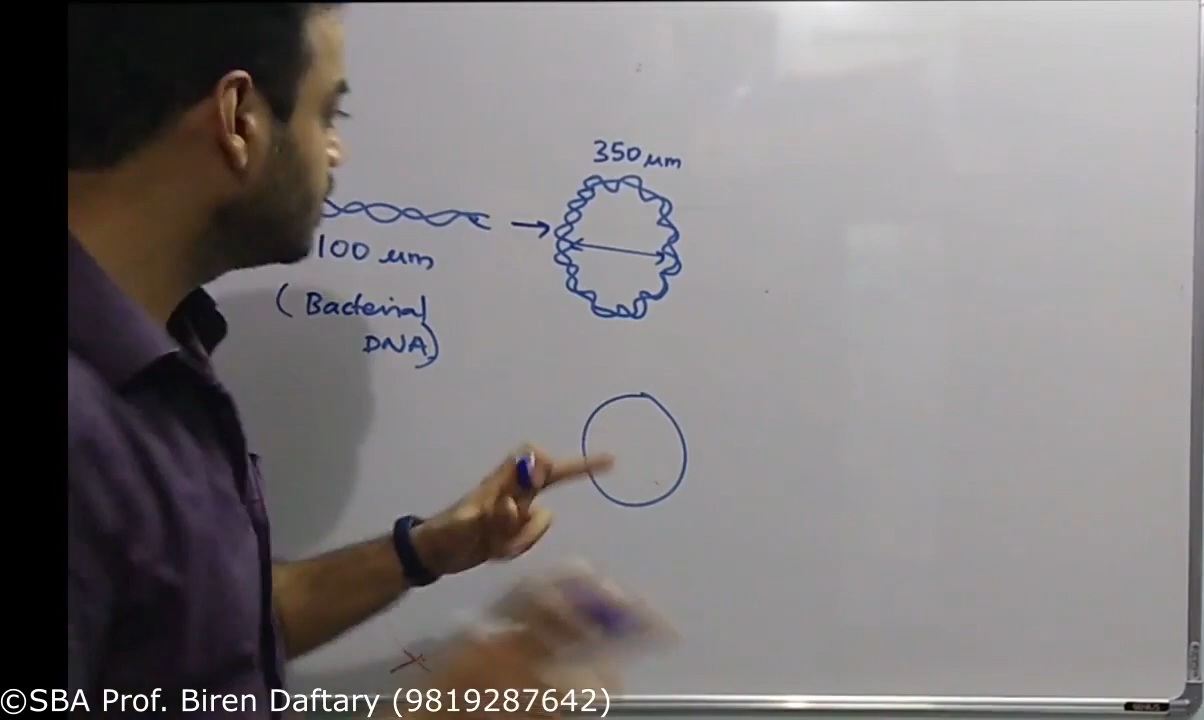 350 µm
100 µm
(Bacterial
DNA)
©SBA Prof. Biren Daftary (9819287642)